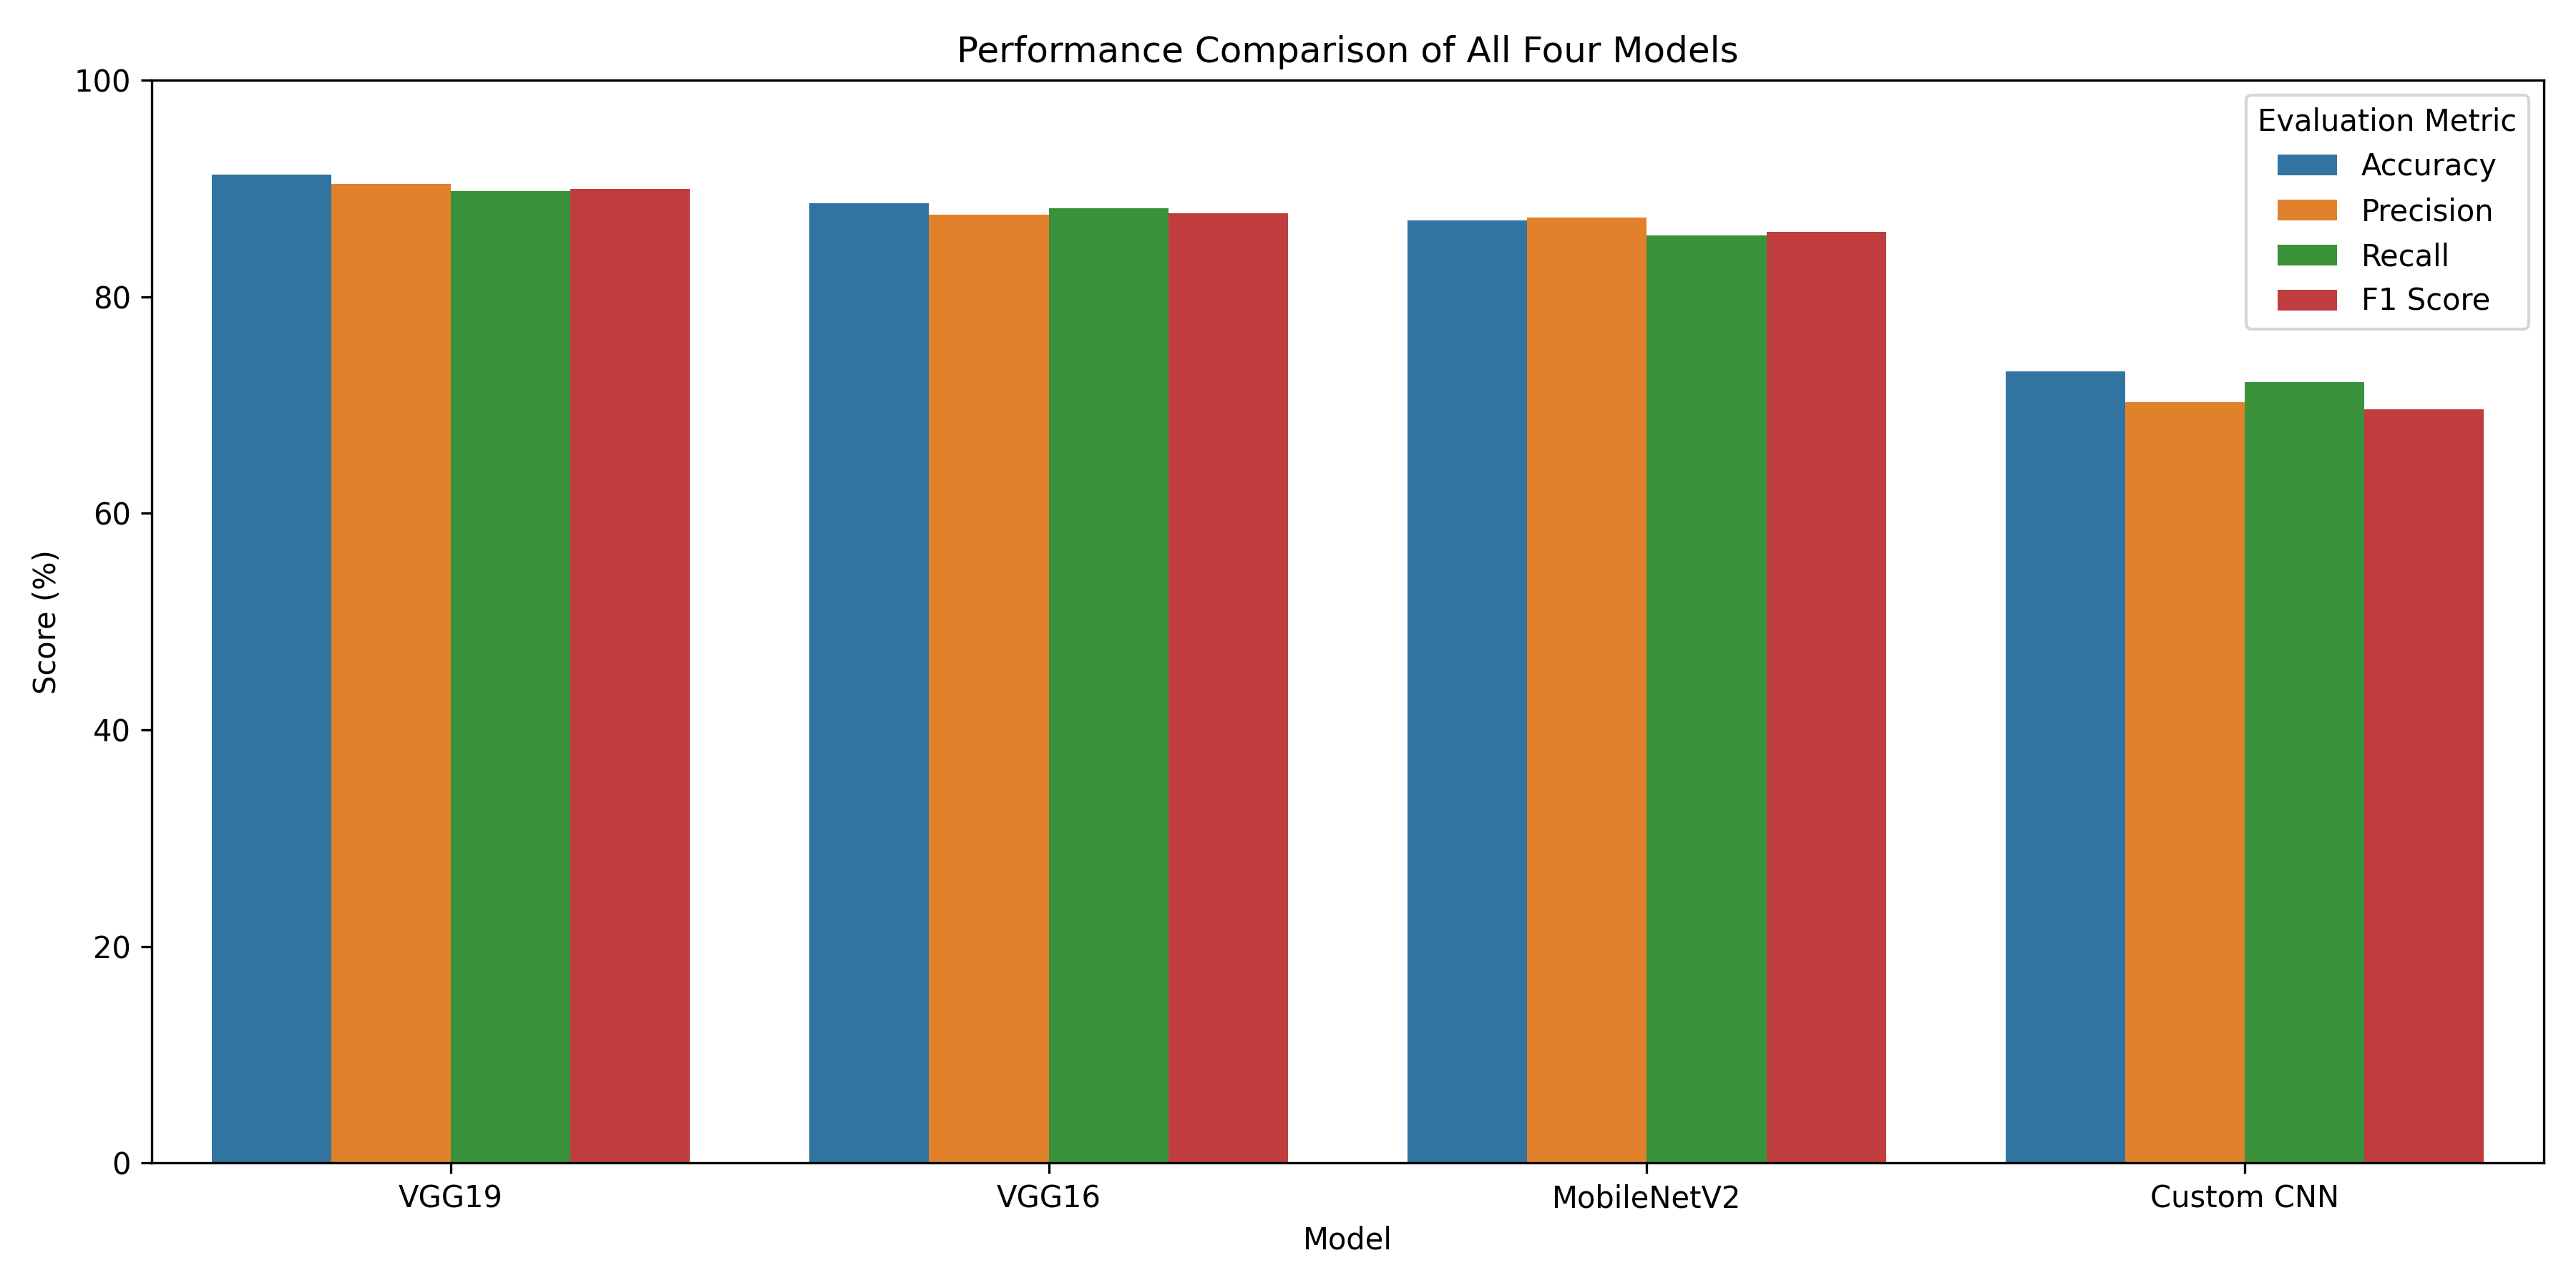 Performance Comparison of All Four Models
100
80
60
40
20
0
Score (%)
Evaluation Metric
Accuracy
Precision
Recall
F1 Score
VGG19
VGG16
MobileNetV2
Custom CNN
Model